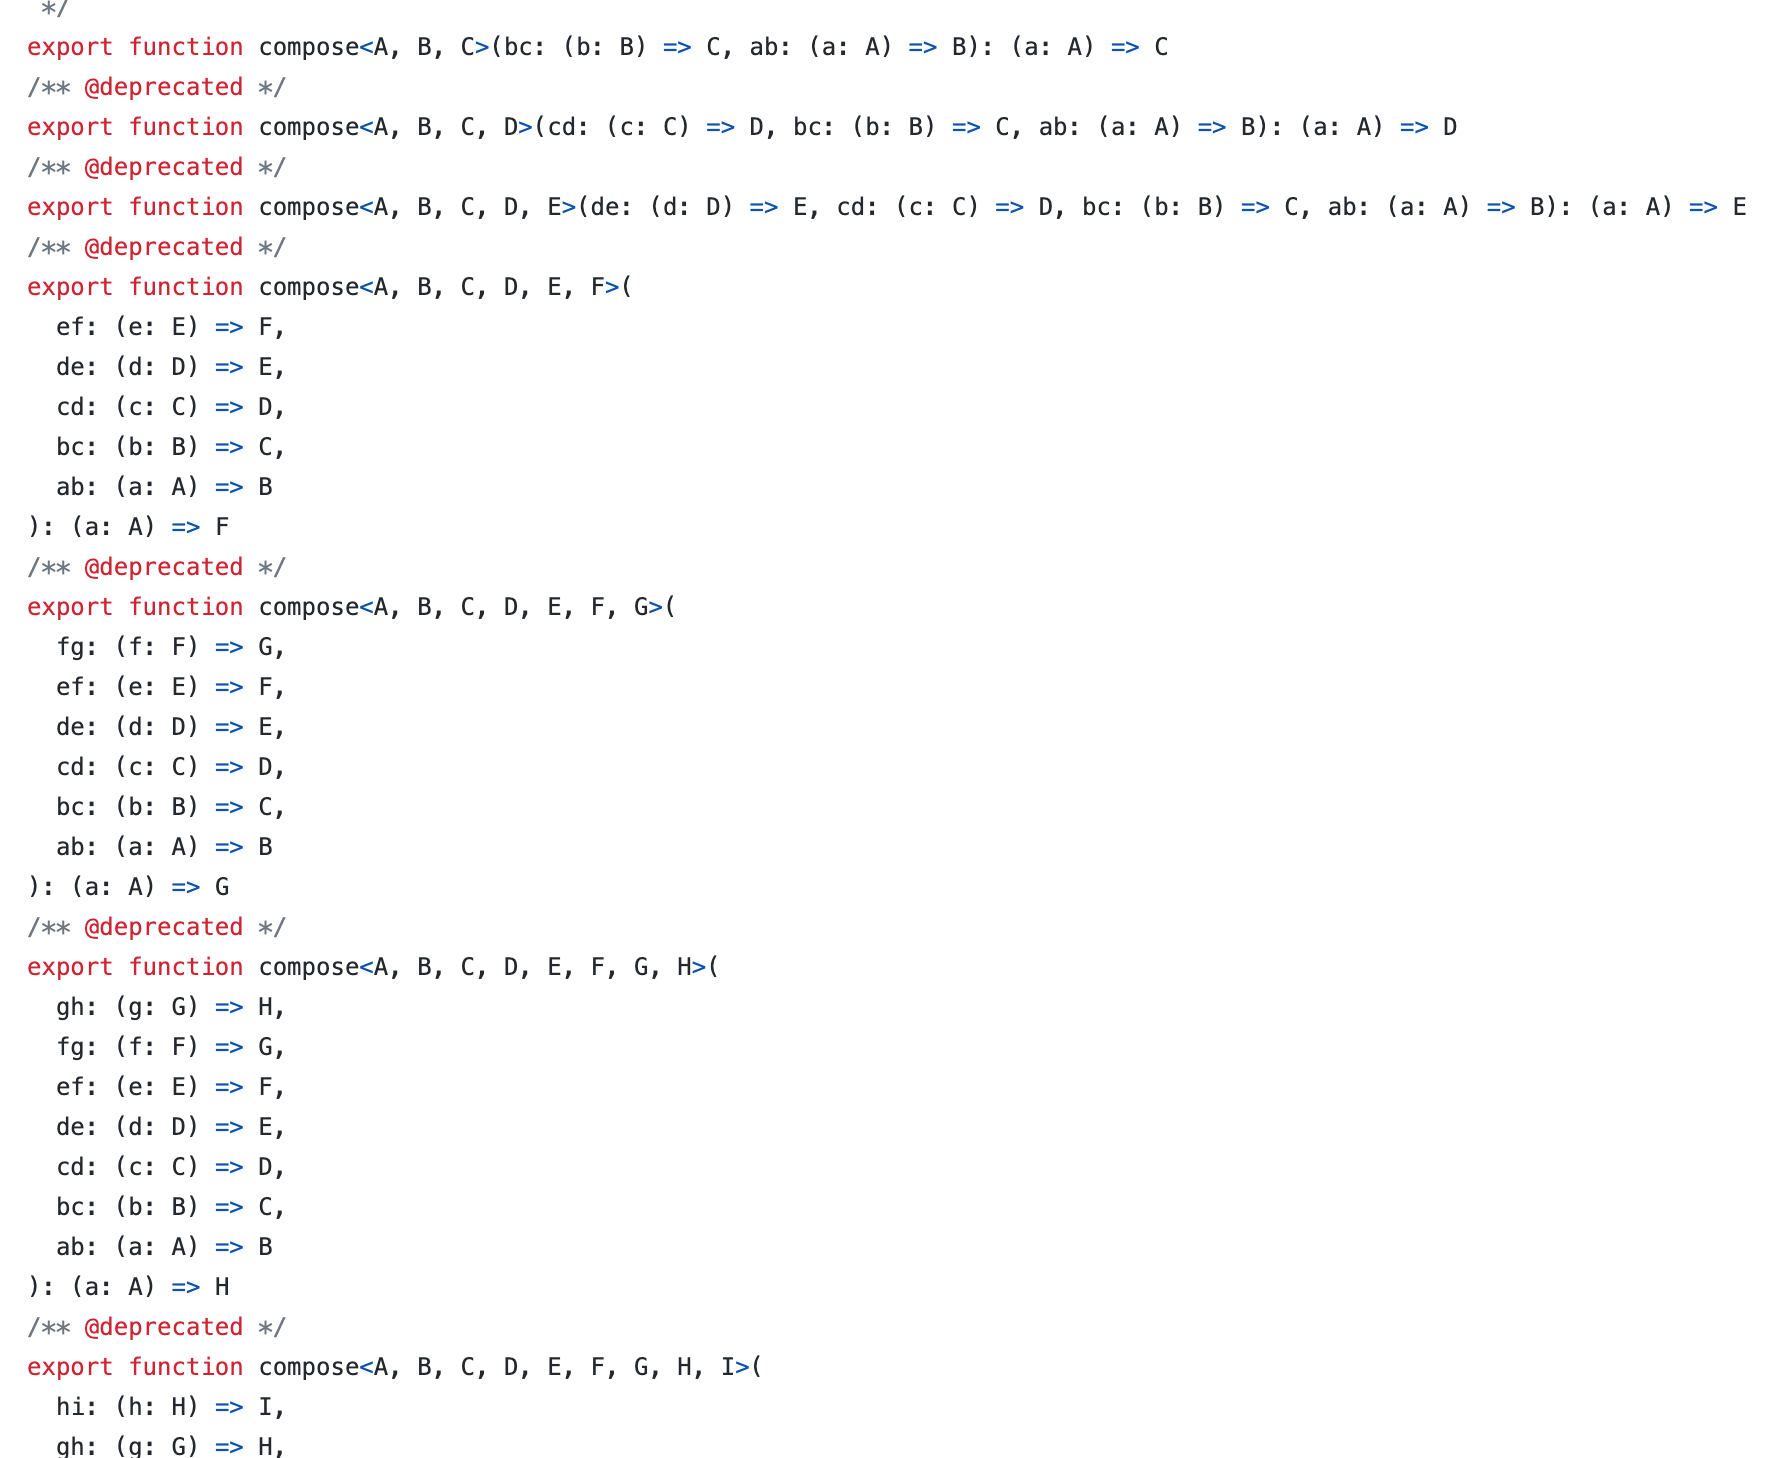 */
export function compose<A, B, C>(bc: (b: B) => C, ab: (a: A) => B): (a: A) => C
/** @deprecated */
export function compose<A, B, C, D>(cd: (c: C) => D, bc: (b: B) => C, ab: (a: A) => B): (a: A) => D
/** @deprecated */
export function compose<A, B, C, D, E>(de: (d: D) => E, cd: (c: C) => D, bc: (b: B) => C, ab: (a: A) => B): (a: A) => E
/** @deprecated */
export function compose<A, B, C, D, E, F>(
  ef: (e: E) => F,
  de: (d: D) => E,
  cd: (c: C) => D,
  bc: (b: B) => C,
  ab: (a: A) => B
): (a: A) => F
/** @deprecated */
export function compose<A, B, C, D, E, F, G>(
  fg: (f: F) => G,
  ef: (e: E) => F,
  de: (d: D) => E,
  cd: (c: C) => D,
  bc: (b: B) => C,
  ab: (a: A) => B
): (a: A) => G
/** @deprecated */
export function compose<A, B, C, D, E, F, G, H>(
  gh: (g: G) => H,
  fg: (f: F) => G,
  ef: (e: E) => F,
  de: (d: D) => E,
  cd: (c: C) => D,
  bc: (b: B) => C,
  ab: (a: A) => B
): (a: A) => H
/** @deprecated */
export function compose<A, B, C, D, E, F, G, H, I>(
  hi: (h: H) => I,
  gh: (g: G) => H,